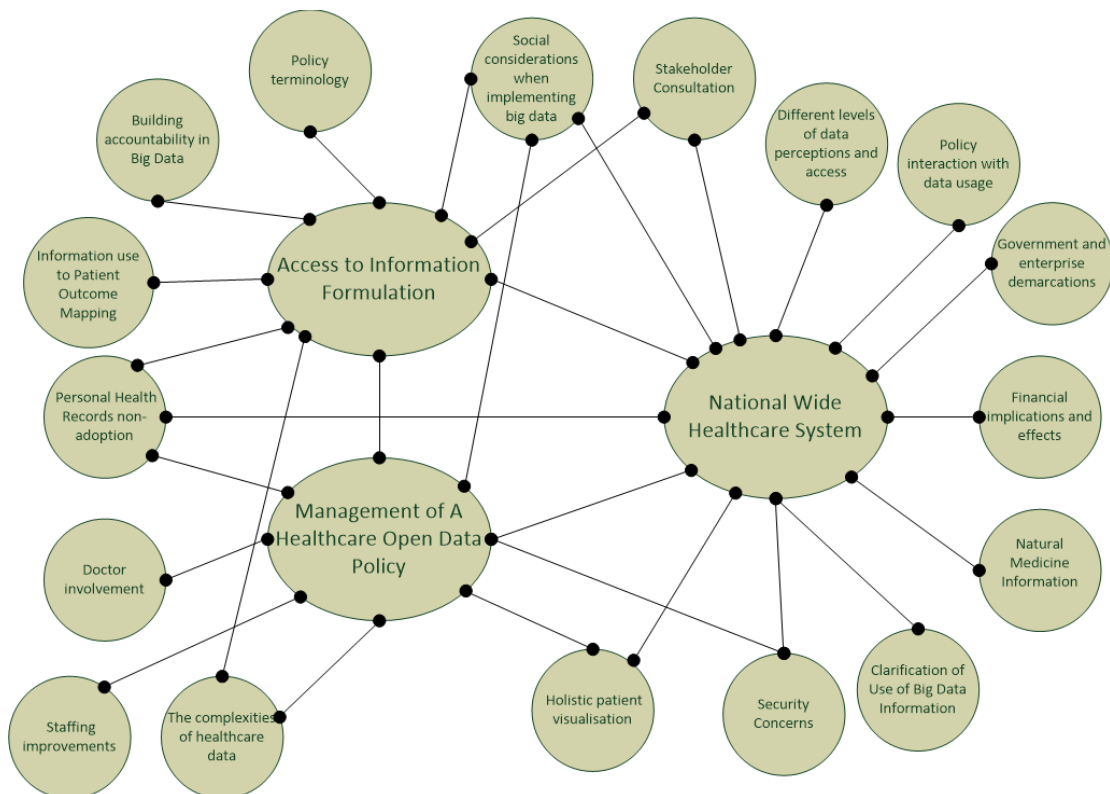 Policy
terminology
Social
considerations
when
implementing
big data
Stakeholder
Consultation
Building
accountability in
Big Data
Different levels
of data
perceptions and
access
Policy
interaction with
data usage
Information use
to Patient
Outcome
Mapping
Access to Information
Formulation
Government and
enterprise
demarcations
Personal Health
Records non-
adoption
National Wide
Healthcare System
Financial
implications and
effects
Management of A
Healthcare Open Data
Policy
Doctor
involvement
Natural
Medicine
Information
Staffing
improvements
The complexities
of healthcare
data
Holistic patient
visualisation
Security
Concerns
Clarification of
Use of Big Data
Information